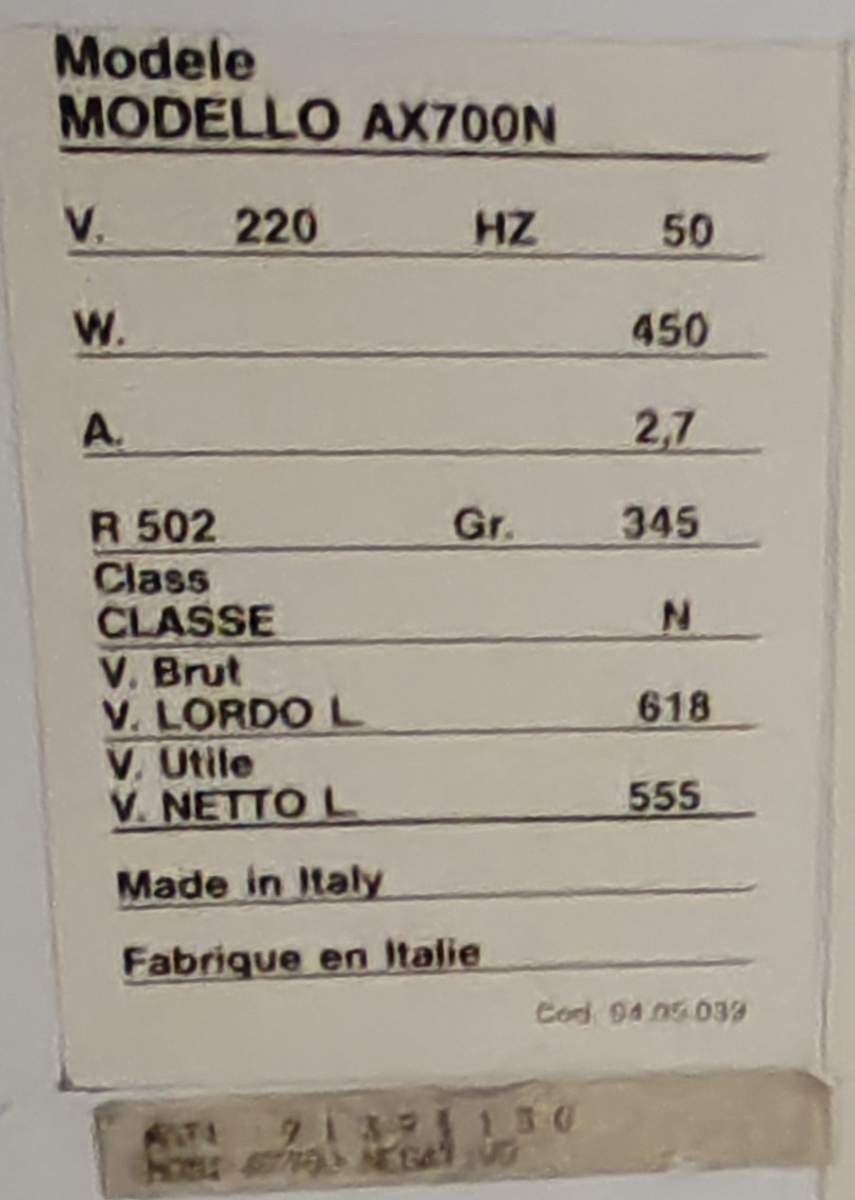 Modele
MODELLO AX700N
V. 220 HZ 50
W. 450
A. 2,7
R 502 Gr. 345
Class
CLASSE N
V. Brut
V. LORDO L 618
V. Utile
V. NETTO L 555
Made in Italy
Fabrique en Italie
Cod. 94.05.039